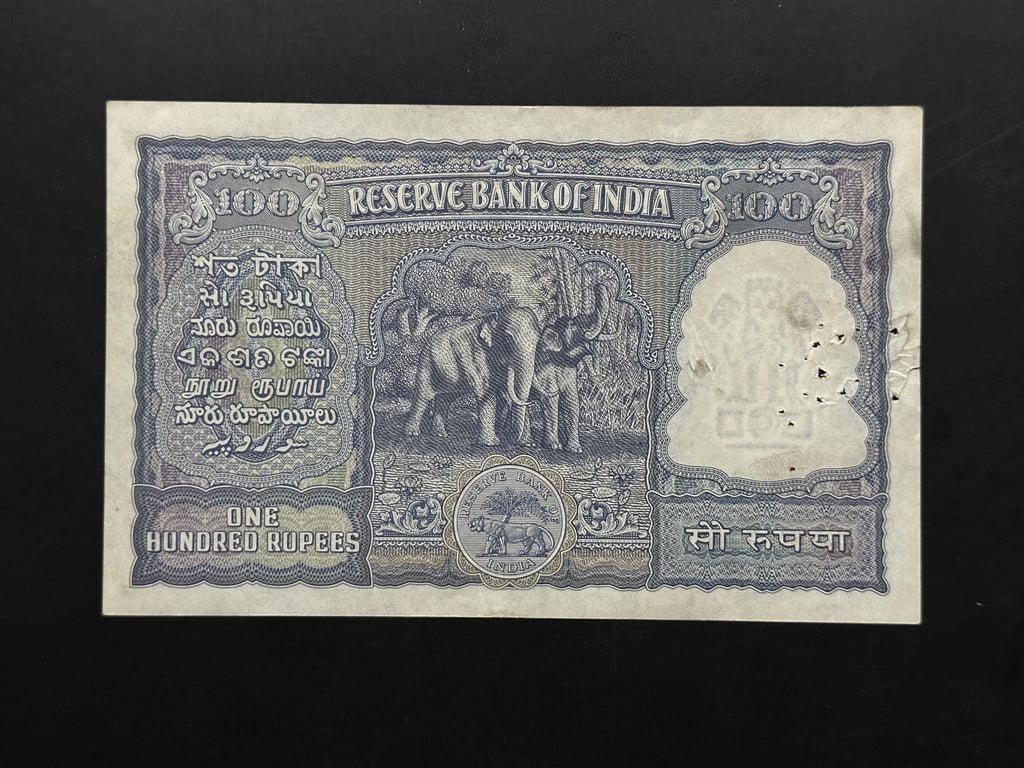 100
RESERVE BANK OF INDIA
100
শত টাকা
સો રૂપિયા
ನೂರು ರೂಪಾಯಿ
ଏକ ଶତ ଟଙ୍କା
நூறு ரூபாய்
నూరు రూపాయలు
سو روپیہ
ONE
HUNDRED RUPEES
RESERVE BANK OF
INDIA
सौ रुपया